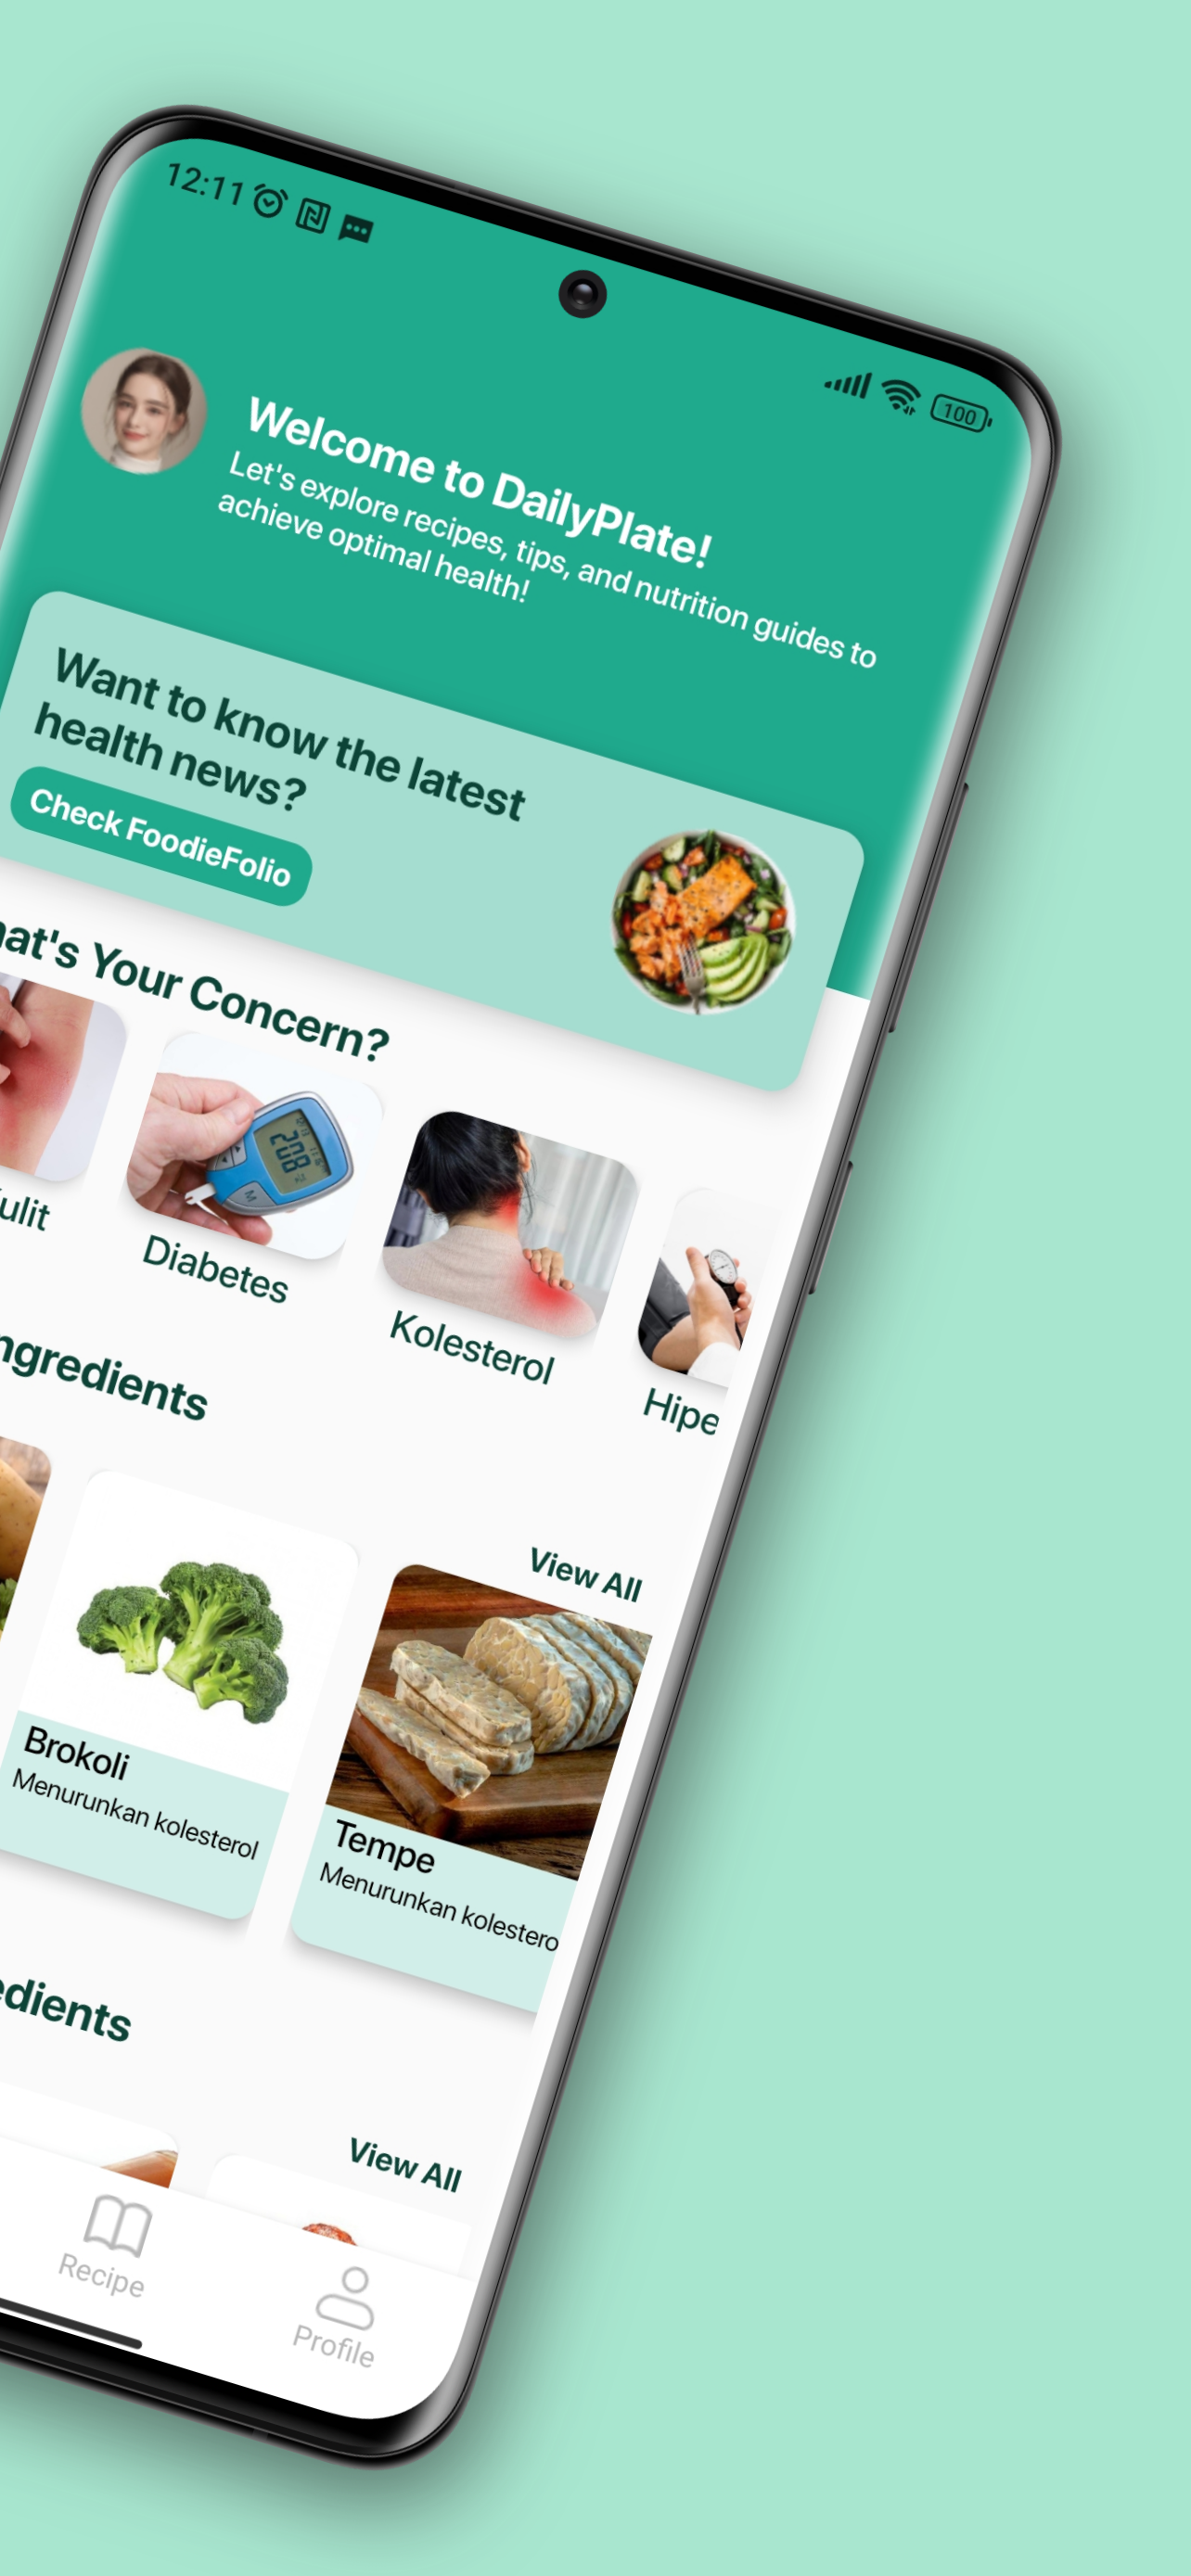 12:11
100
Welcome to DailyPlate!
Let's explore recipes, tips, and nutrition guides to
achieve optimal health!
Want to know the latest
health news?
Check FoodieFolio
at's Your Concern?
208
M
ulit
Diabetes
Kolesterol
Hipe
ngredients
View All
Brokoli
Menurunkan kolesterol
Tempe
Menurunkan kolestero
edients
View All
Recipe
Profile